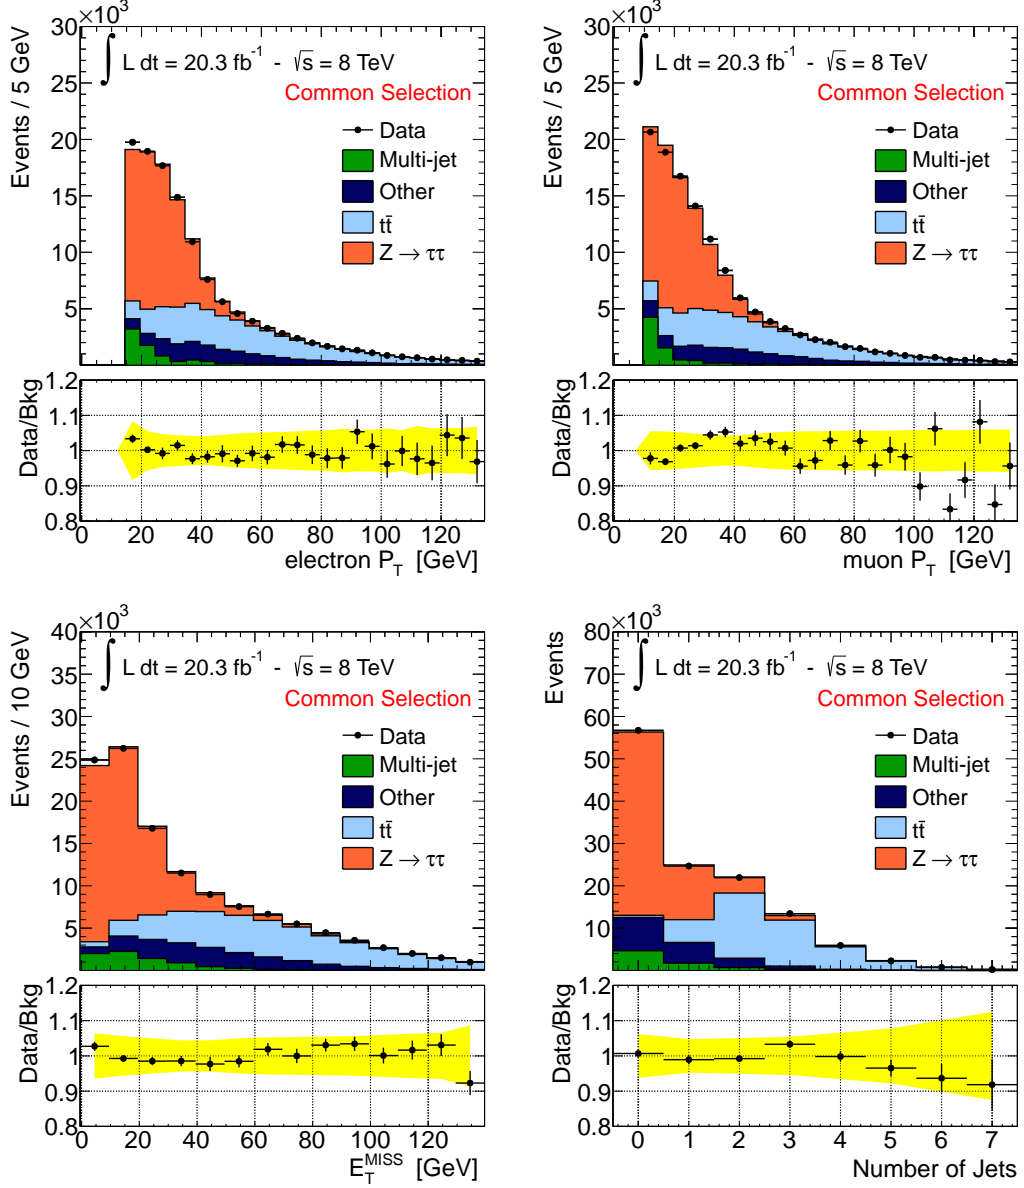 ×10³
Events / 5 GeV
30
25
20
15
10
5
∫ L dt = 20.3 fb⁻¹ - √s = 8 TeV
Common Selection
Data
Multi-jet
Other
tt̄
Z → ττ
Data/Bkg
1.2
1.1
1
0.9
0.8
0 20 40 60 80 100 120
electron P_T [GeV]
×10³
Events / 5 GeV
30
25
20
15
10
5
∫ L dt = 20.3 fb⁻¹ - √s = 8 TeV
Common Selection
Data
Multi-jet
Other
tt̄
Z → ττ
Data/Bkg
1.2
1.1
1
0.9
0.8
0 20 40 60 80 100 120
muon P_T [GeV]
×10³
Events / 10 GeV
40
35
30
25
20
15
10
5
∫ L dt = 20.3 fb⁻¹ - √s = 8 TeV
Common Selection
Data
Multi-jet
Other
tt̄
Z → ττ
Data/Bkg
1.2
1.1
1
0.9
0.8
0 20 40 60 80 100 120
E_T^MISS [GeV]
×10³
Events
80
70
60
50
40
30
20
10
∫ L dt = 20.3 fb⁻¹ - √s = 8 TeV
Common Selection
Data
Multi-jet
Other
tt̄
Z → ττ
Data/Bkg
1.2
1.1
1
0.9
0.8
0 1 2 3 4 5 6 7
Number of Jets